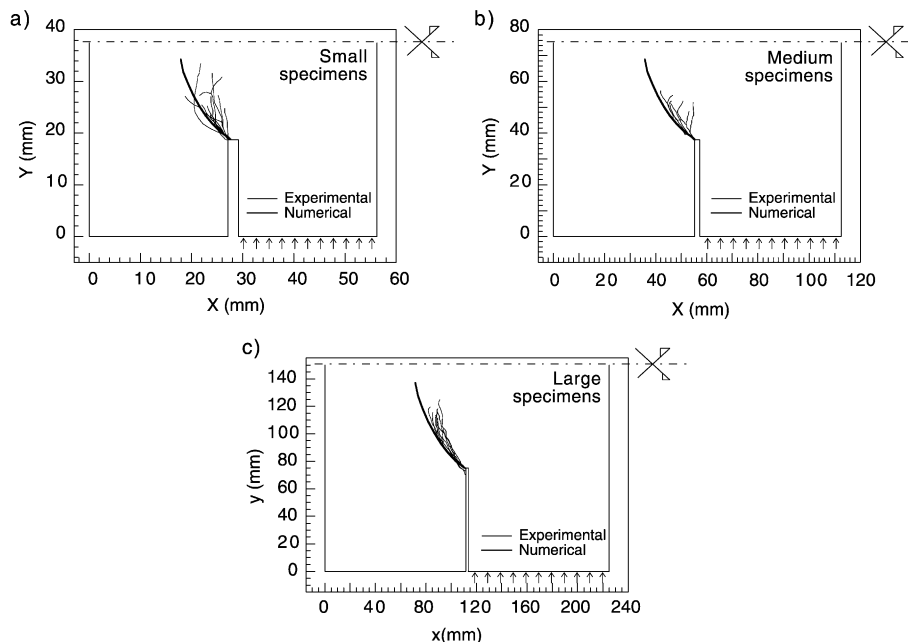 a)
40
30
20
10
0
Y (mm)
Small
specimens
Experimental
Numerical
0 10 20 30 40 50 60
X (mm)
b)
80
60
40
20
0
Y (mm)
Medium
specimens
Experimental
Numerical
0 20 40 60 80 100 120
X (mm)
c)
140
120
100
80
60
40
20
0
y (mm)
Large
specimens
Experimental
Numerical
0 40 80 120 160 200 240
x(mm)